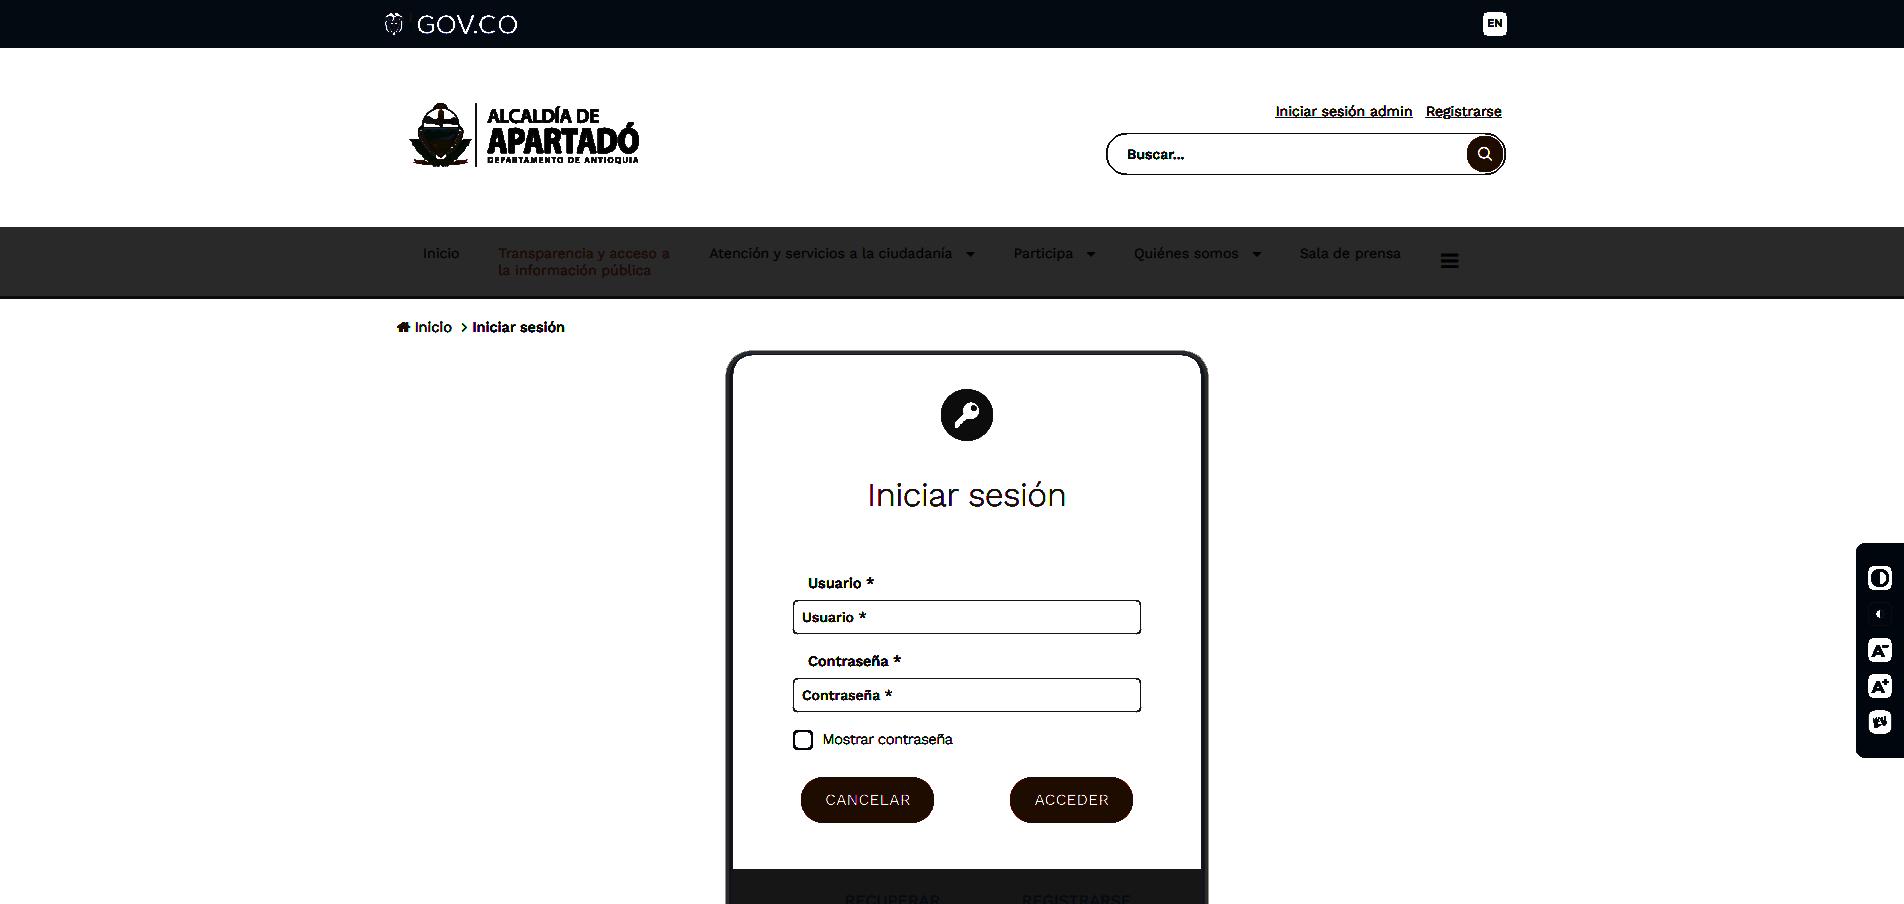 GOV.CO
EN
ALCALDÍA DE
APARTADÓ
DEPARTAMENTO DE ANTIOQUIA
Iniciar sesión admin Registrarse
Buscar...
Inicio
Transparencia y acceso a
la información pública
Atención y servicios a la ciudadanía
Participa
Quiénes somos
Sala de prensa
Inicio > Iniciar sesión
Iniciar sesión
Usuario *
Usuario *
Contraseña *
Contraseña *
Mostrar contraseña
CANCELAR ACCEDER
RECUPERAR REGISTRARSE
A-
A+